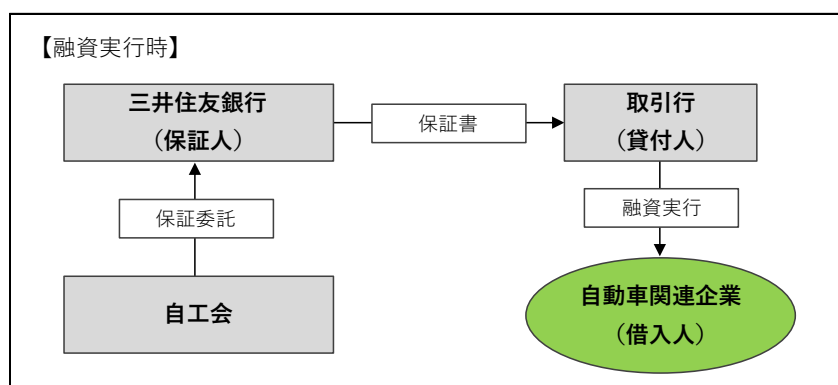 【融資実行時】
三井住友銀行
（保証人）
保証書
取引行
（貸付人）
保証委託
融資実行
自工会
自動車関連企業
（借入人）